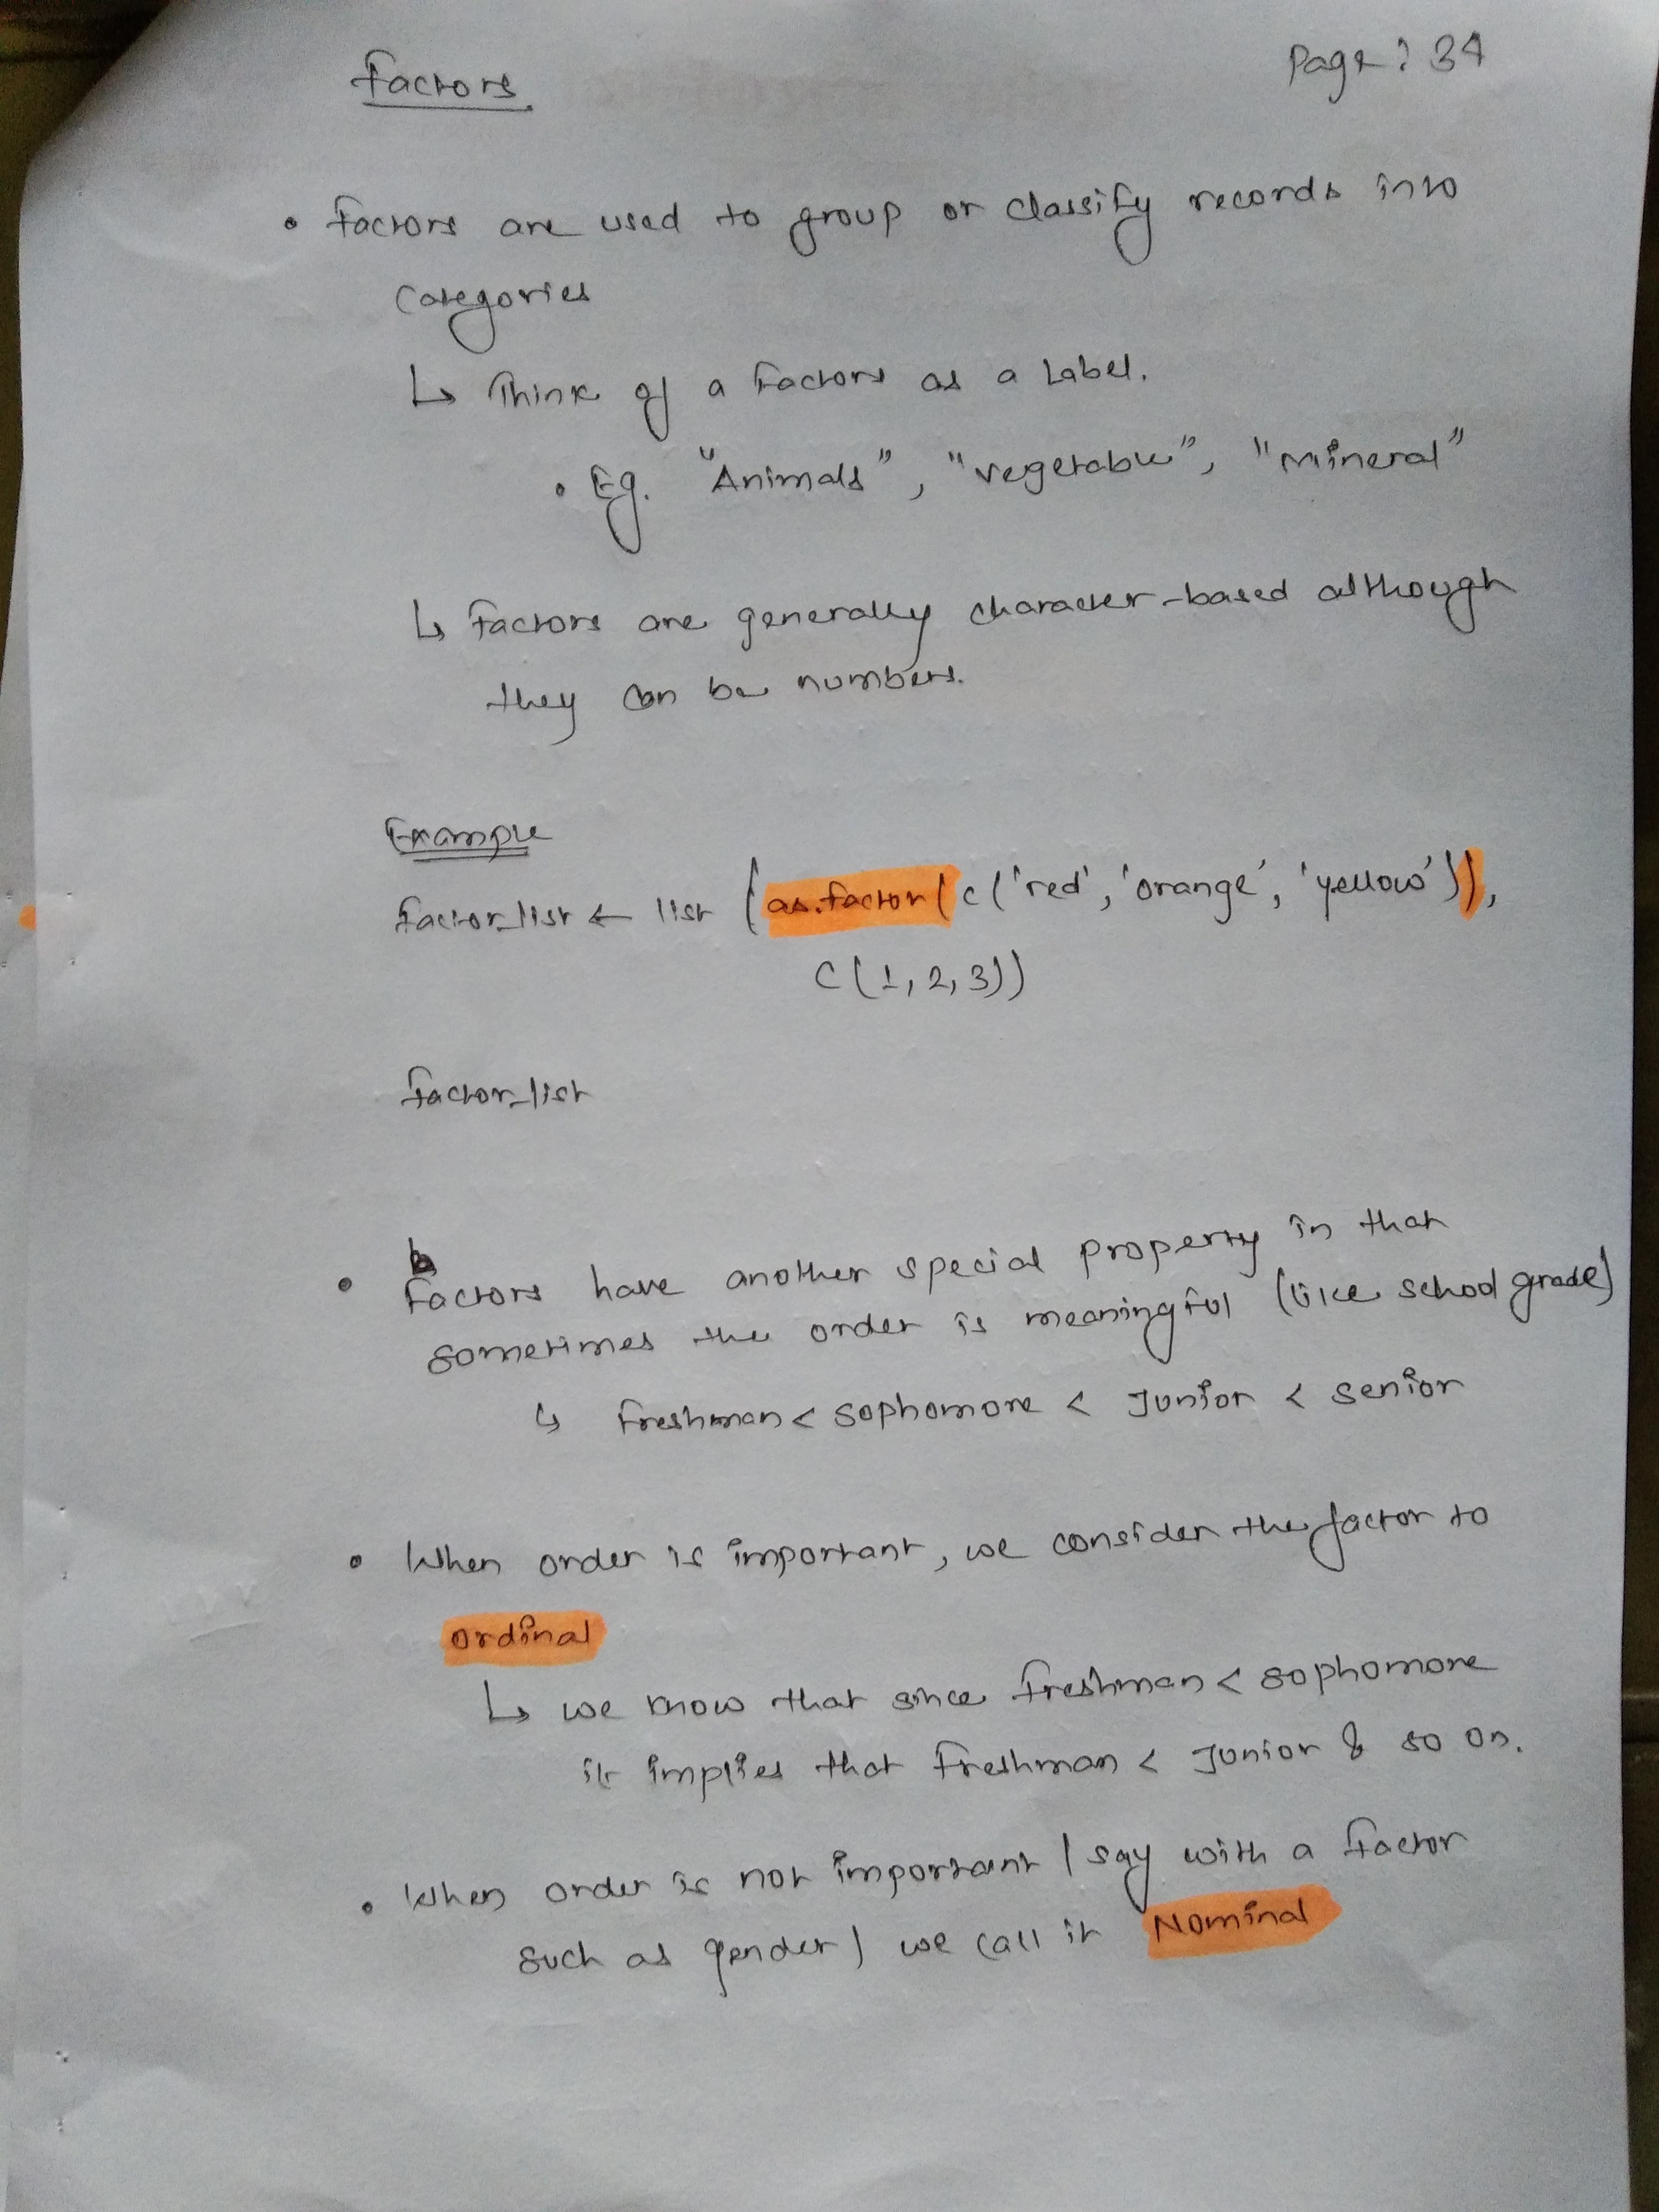 Factors
Page: 34
• Factors are used to group or classify records into
categories
↳ Think of a Factors as a Label.
• Eg. "Animals", "vegetable", "Mineral"
↳ Factors are generally character-based although
they can be numbers.
Example
Factor_list ← list (as.factor(c('red', 'orange', 'yellow')),
c(1,2,3))
Factor_list
• Factors have another special property in that
sometimes the order is meaningful (like school grade)
↳ Freshman < Sophomore < Junior < Senior
• When order is important, we consider the factor to
ordinal
↳ we know that since Freshman < sophomore
it implies that Freshman < Junior & so on.
• When order is not important (say with a Factor
such as gender) we call it Nominal